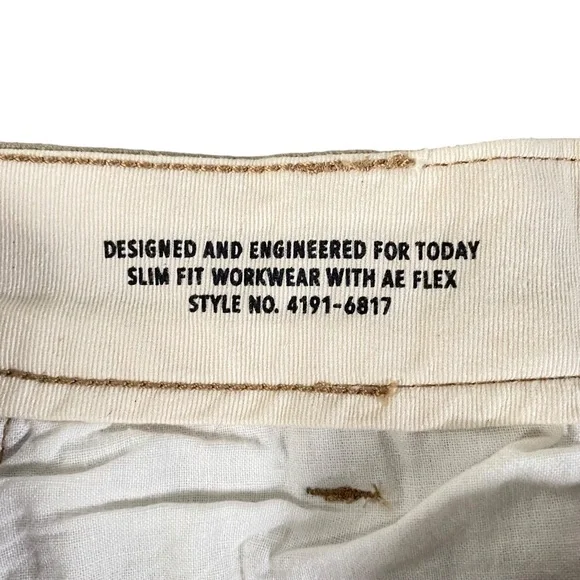 DESIGNED AND ENGINEERED FOR TODAY
SLIM FIT WORKWEAR WITH AE FLEX
STYLE NO. 4191-6817